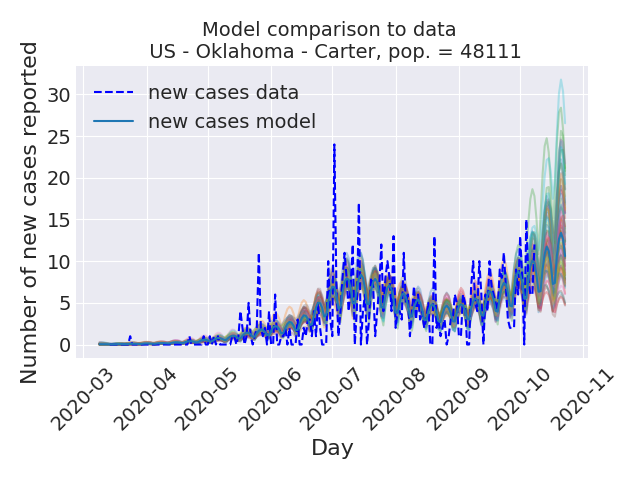 Model comparison to data
US - Oklahoma - Carter, pop. = 48111
Number of new cases reported
30
25
20
15
10
5
0
new cases data
new cases model
2020-03
2020-04
2020-05
2020-06
2020-07
2020-08
2020-09
2020-10
2020-11
Day